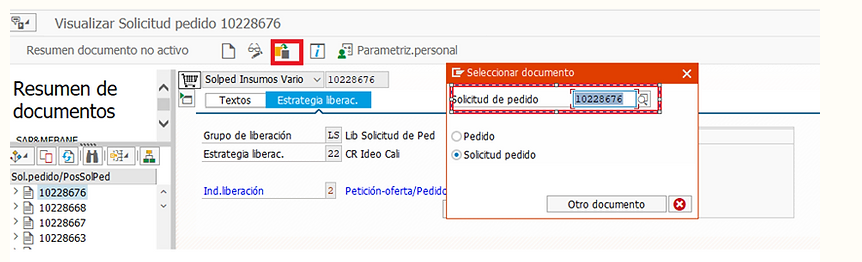 Visualizar Solicitud pedido 10228676
Resumen documento no activo
Parametriz.personal
Resumen de
documentos
SAP&MEBANE
Sol.pedido/PosSolPed
10228676
10228668
10228667
10228663
Solped Insumos Vario 10228676
Textos Estrategia liberac.
Grupo de liberación LS Lib Solicitud de Ped
Estrategia liberac. 22 CR Ideo Cali
Ind.liberación 2 Petición-oferta/Pedido
Seleccionar documento
Solicitud de pedido 10228676
Pedido
Solicitud pedido
Otro documento